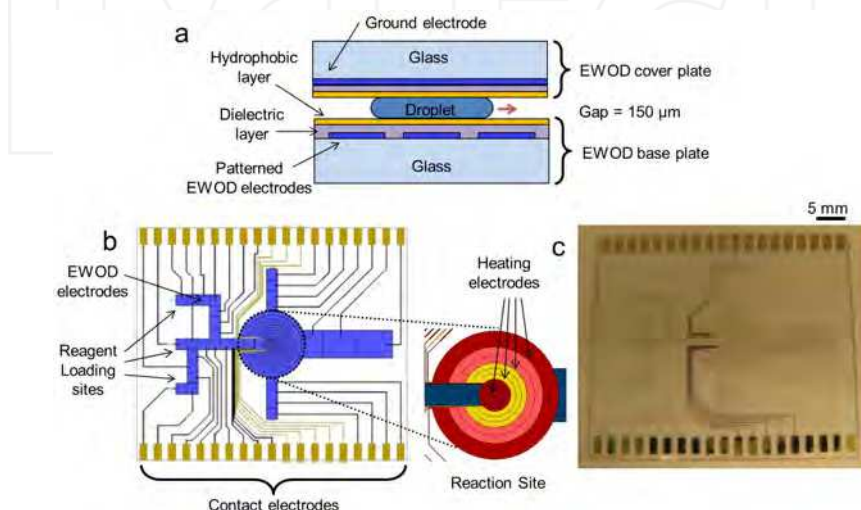 a
Ground electrode
Glass
Hydrophobic
layer
EWOD cover plate
Droplet
Gap = 150 µm
Dielectric
layer
Patterned
EWOD electrodes
Glass
EWOD base plate
5 mm
b
c
EWOD
electrodes
Heating
electrodes
Reagent
Loading
sites
Reaction Site
Contact electrodes